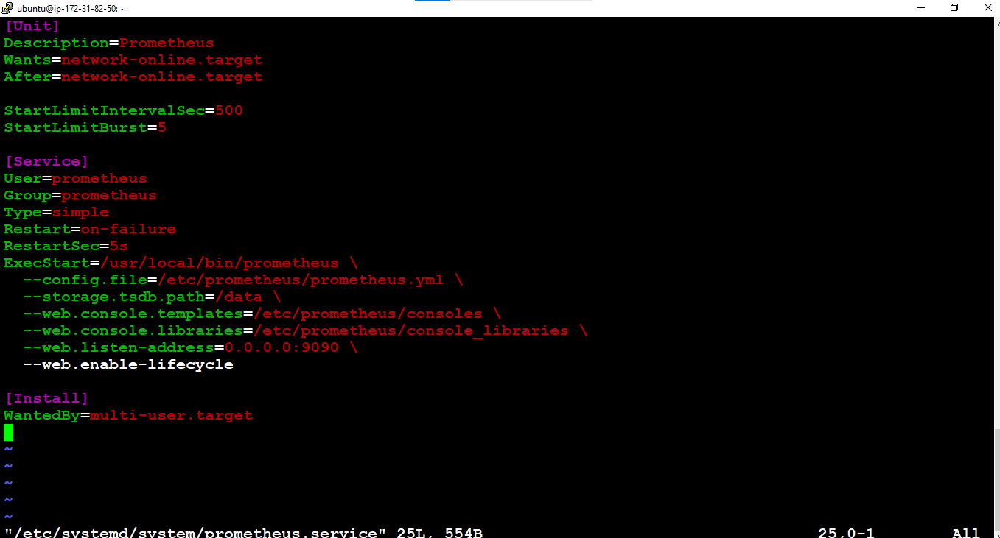 ubuntu@ip-172-31-82-50: ~
[Unit]
Description=Prometheus
Wants=network-online.target
After=network-online.target
StartLimitIntervalSec=500
StartLimitBurst=5
[Service]
User=prometheus
Group=prometheus
Type=simple
Restart=on-failure
RestartSec=5s
ExecStart=/usr/local/bin/prometheus \
  --config.file=/etc/prometheus/prometheus.yml \
  --storage.tsdb.path=/data \
  --web.console.templates=/etc/prometheus/consoles \
  --web.console.libraries=/etc/prometheus/console_libraries \
  --web.listen-address=0.0.0.0:9090 \
  --web.enable-lifecycle
[Install]
WantedBy=multi-user.target
~
~
~
~
~
"/etc/systemd/system/prometheus.service" 25L, 554B 25,0-1 All